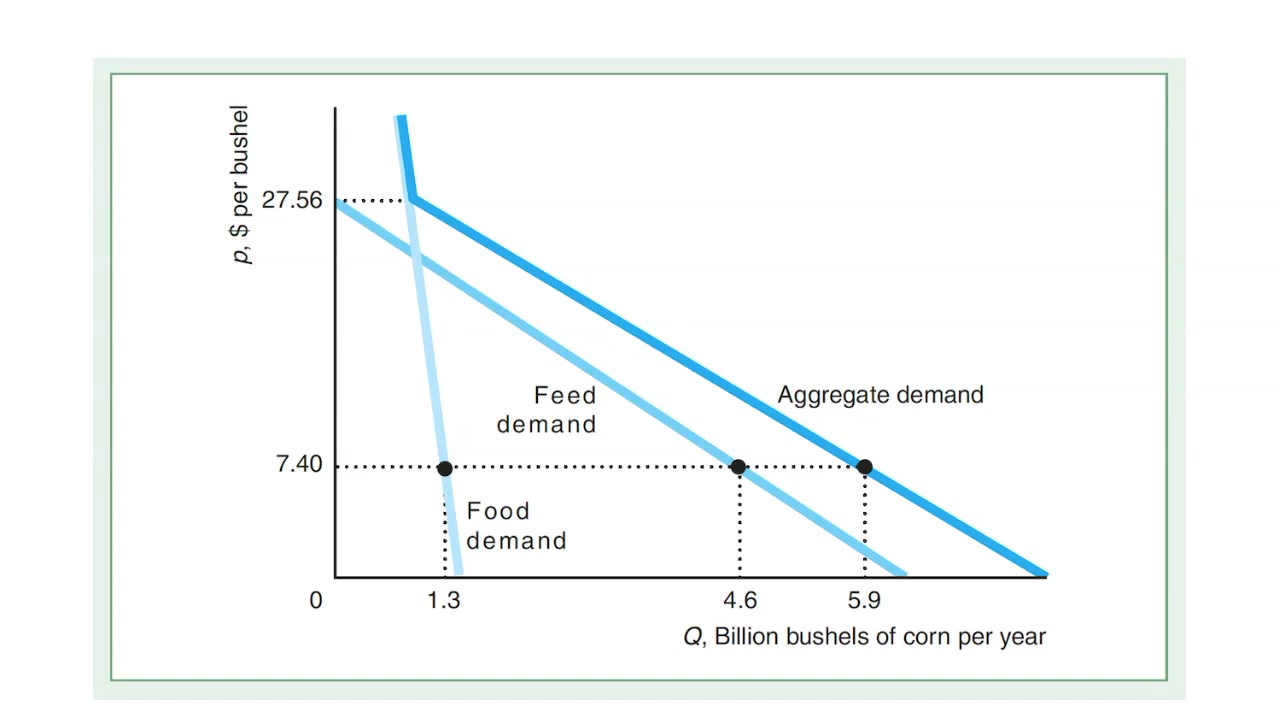 p, $ per bushel
27.56
Feed
demand
Aggregate demand
7.40
Food
demand
0
1.3
4.6
5.9
Q, Billion bushels of corn per year